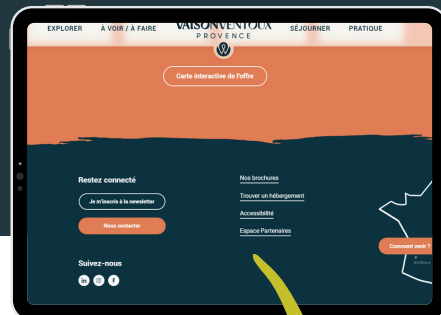 EXPLORER
À VOIR / À FAIRE
VAISONVENTOUX
PROVENCE
SÉJOURNER
PRATIQUE
Carte interactive de l'offre
Restez connecté
Je m'inscris à la newsletter
Nous contacter
Suivez-nous
Nos brochures
Trouver un hébergement
Accessibilité
Espace Partenaires
Comment venir ?
Bordeaux